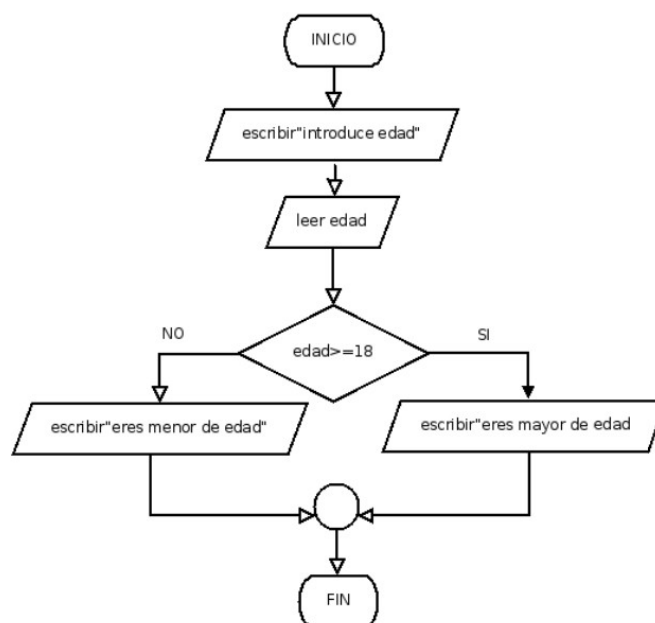 INICIO
escribir"introduce edad"
leer edad
NO
SI
edad>=18
escribir"eres menor de edad"
escribir"eres mayor de edad
FIN